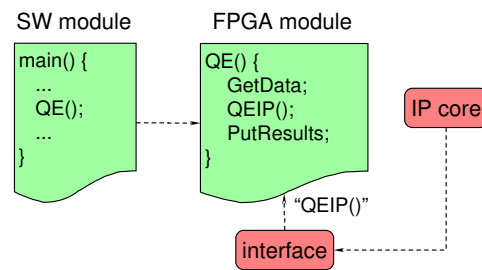 SW module
main() {
...
QE();
...
}
FPGA module
QE() {
GetData;
QEIP();
PutResults;
}
IP core
“QEIP()”
interface